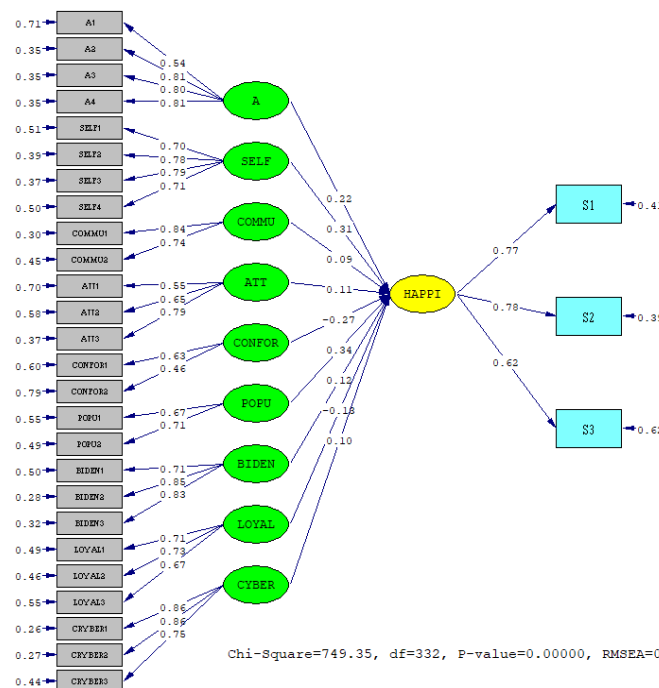 0.71 A1
0.35 A2
0.35 A3
0.35 A4
0.51 SELF1
0.39 SELF2
0.37 SELF3
0.50 SELF4
0.30 COMMU1
0.45 COMMU2
0.70 ATT1
0.58 ATT2
0.37 ATT3
0.60 CONFOR1
0.79 CONFOR2
0.55 POPU1
0.49 POPU2
0.50 BIDEN1
0.28 BIDEN2
0.32 BIDEN3
0.49 LOYAL1
0.46 LOYAL2
0.55 LOYAL3
0.26 CRYBER1
0.27 CRYBER2
0.44 CRYBER3
0.54
0.81
0.80
0.81
0.70
0.78
0.79
0.71
0.84
0.74
0.55
0.65
0.79
0.63
0.46
0.67
0.71
0.71
0.85
0.83
0.71
0.73
0.67
0.86
0.86
0.75
A
SELF
COMMU
ATT
CONFOR
POPU
BIDEN
LOYAL
CYBER
0.22
0.31
0.09
0.11
-0.27
0.34
0.12
-0.18
0.10
HAPPI
0.77
0.78
0.62
S1
S2
S3
Chi-Square=749.35, df=332, P-value=0.00000, RMSEA=0